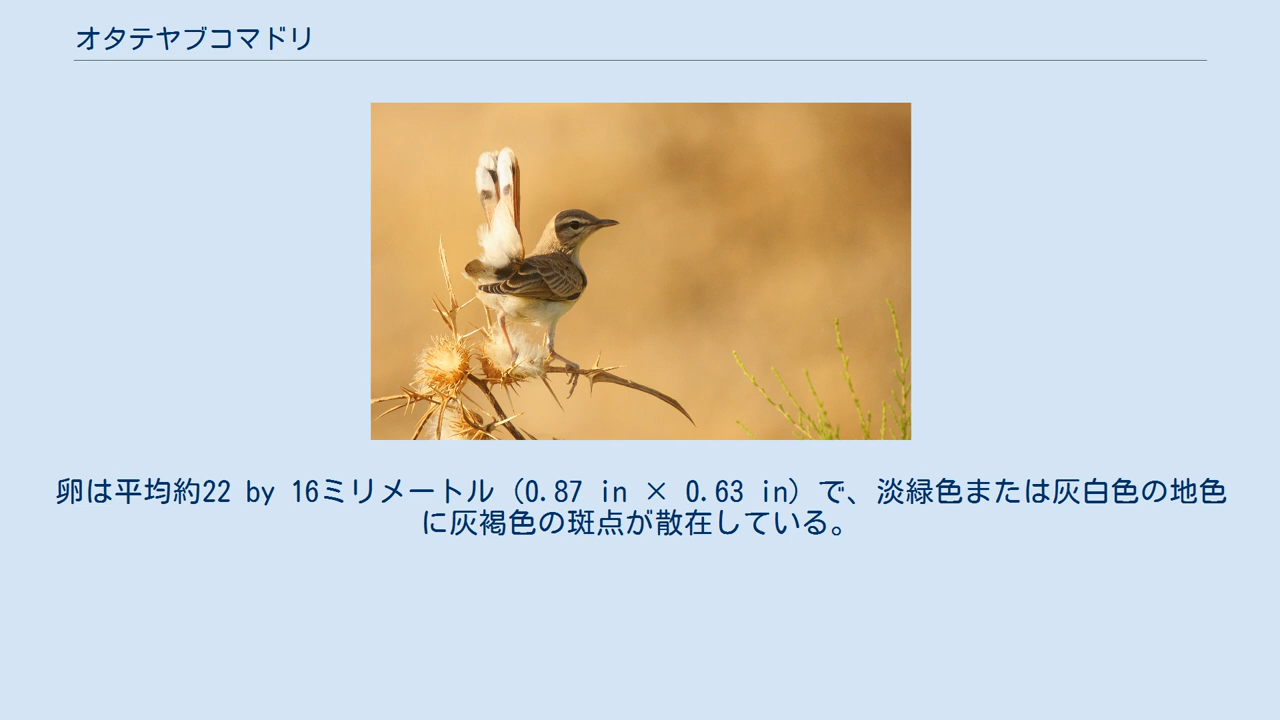 オタテヤブコマドリ
卵は平均約22 by 16ミリメートル（0.87 in × 0.63 in）で、淡緑色または灰白色の地色
に灰褐色の斑点が散在している。